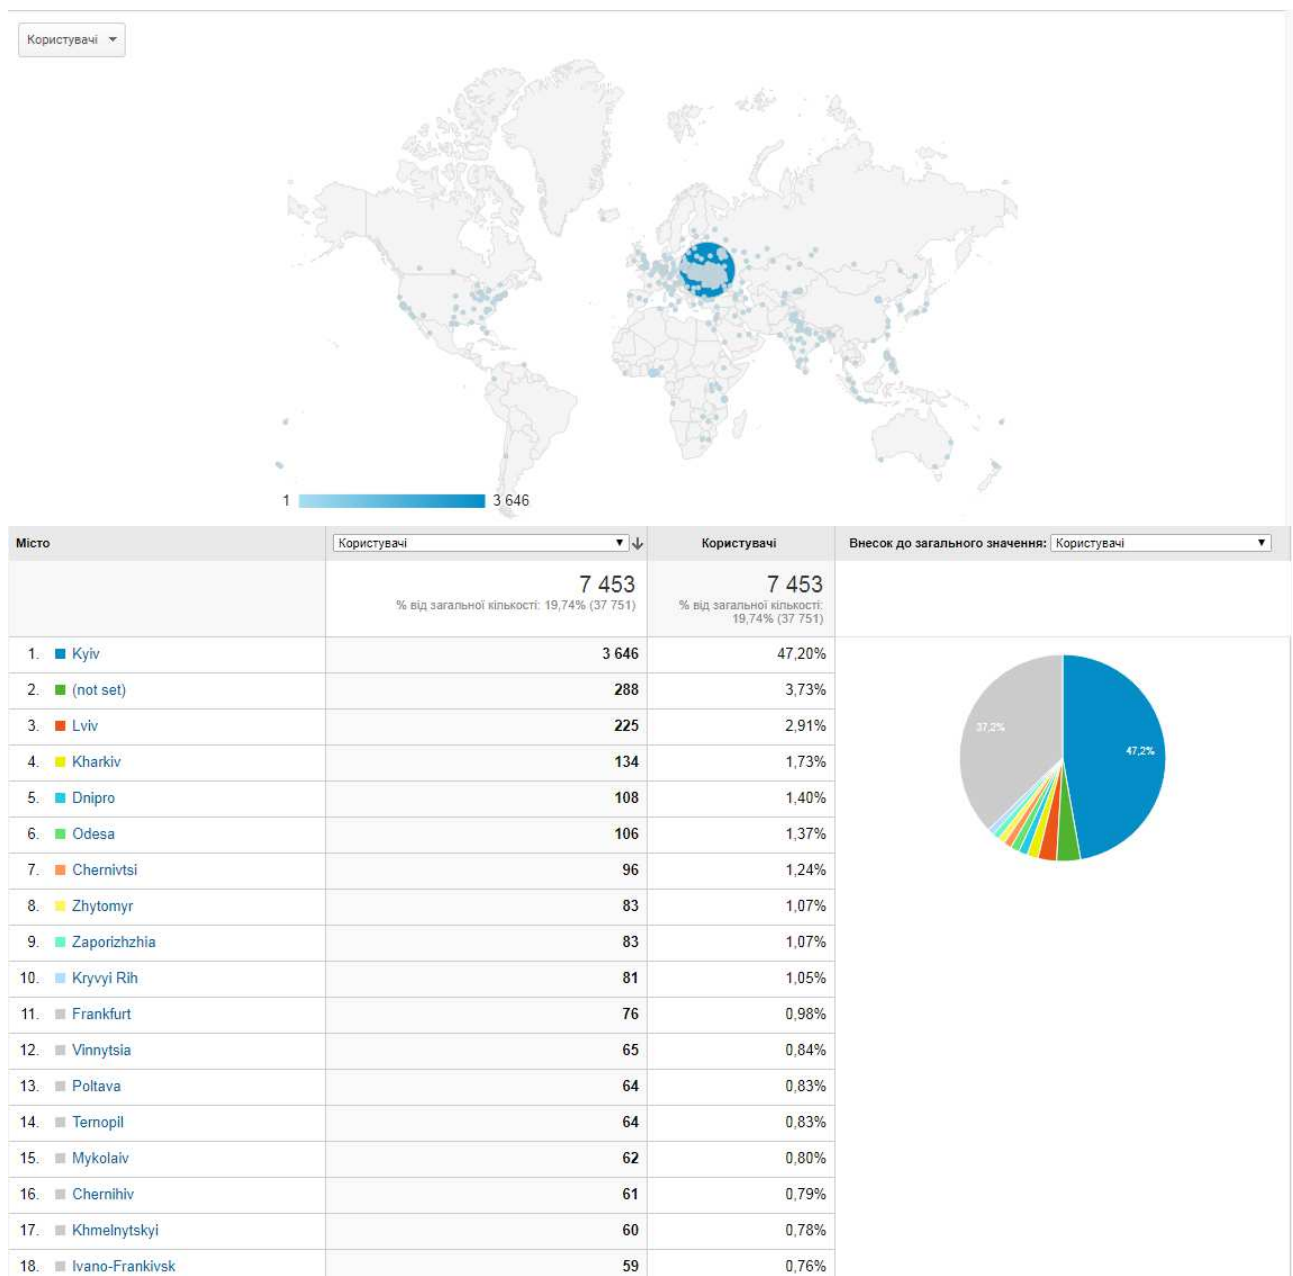 Користувачі
1 3 646
Місто Користувачі Користувачі Внесок до загального значення: Користувачі
7 453 7 453
% від загальної кількості: 19,74% (37 751) % від загальної кількості:
19,74% (37 751)
1. Kyiv 3 646 47,20%
2. (not set) 288 3,73%
3. Lviv 225 2,91%
37,2%
47,2%
4. Kharkiv 134 1,73%
5. Dnipro 108 1,40%
6. Odesa 106 1,37%
7. Chernivtsi 96 1,24%
8. Zhytomyr 83 1,07%
9. Zaporizhzhia 83 1,07%
10. Kryvyi Rih 81 1,05%
11. Frankfurt 76 0,98%
12. Vinnytsia 65 0,84%
13. Poltava 64 0,83%
14. Ternopil 64 0,83%
15. Mykolaiv 62 0,80%
16. Chernihiv 61 0,79%
17. Khmelnytskyi 60 0,78%
18. Ivano-Frankivsk 59 0,76%